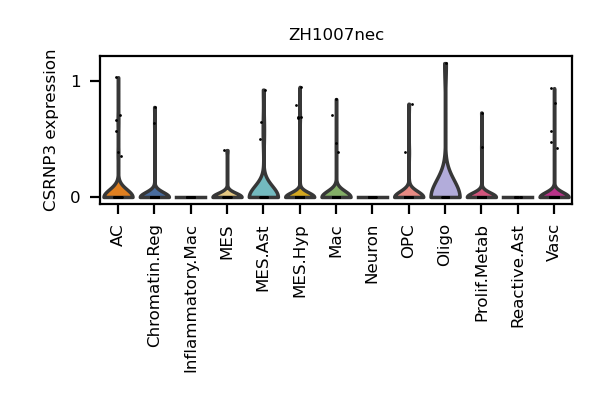 ZH1007nec
CSRNP3 expression
1
0
AC
Chromatin.Reg
Inflammatory.Mac
MES
MES.Ast
MES.Hyp
Mac
Neuron
OPC
Oligo
Prolif.Metab
Reactive.Ast
Vasc